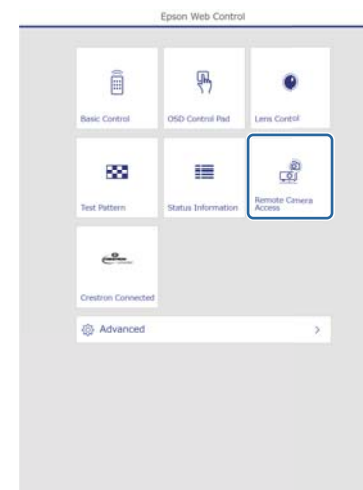 Epson Web Control
Basic Control
OSD Control Pad
Lens Control
Test Pattern
Status Information
Remote Camera
Access
CRESTRON
Crestron Connected
Advanced